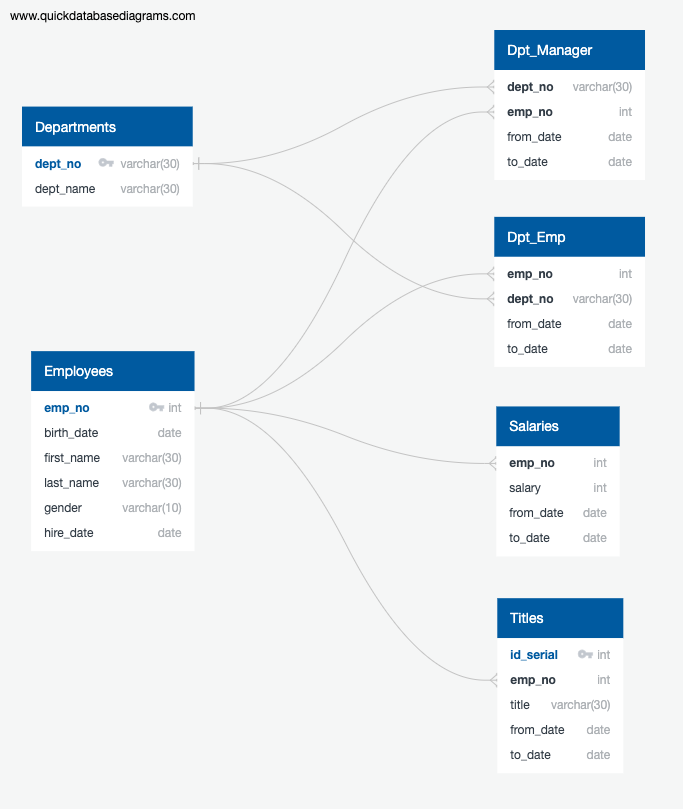 www.quickdatabasediagrams.com
Departments
dept_no varchar(30)
dept_name varchar(30)
Employees
emp_no int
birth_date date
first_name varchar(30)
last_name varchar(30)
gender varchar(10)
hire_date date
Dpt_Manager
dept_no varchar(30)
emp_no int
from_date date
to_date date
Dpt_Emp
emp_no int
dept_no varchar(30)
from_date date
to_date date
Salaries
emp_no int
salary int
from_date date
to_date date
Titles
id_serial int
emp_no int
title varchar(30)
from_date date
to_date date